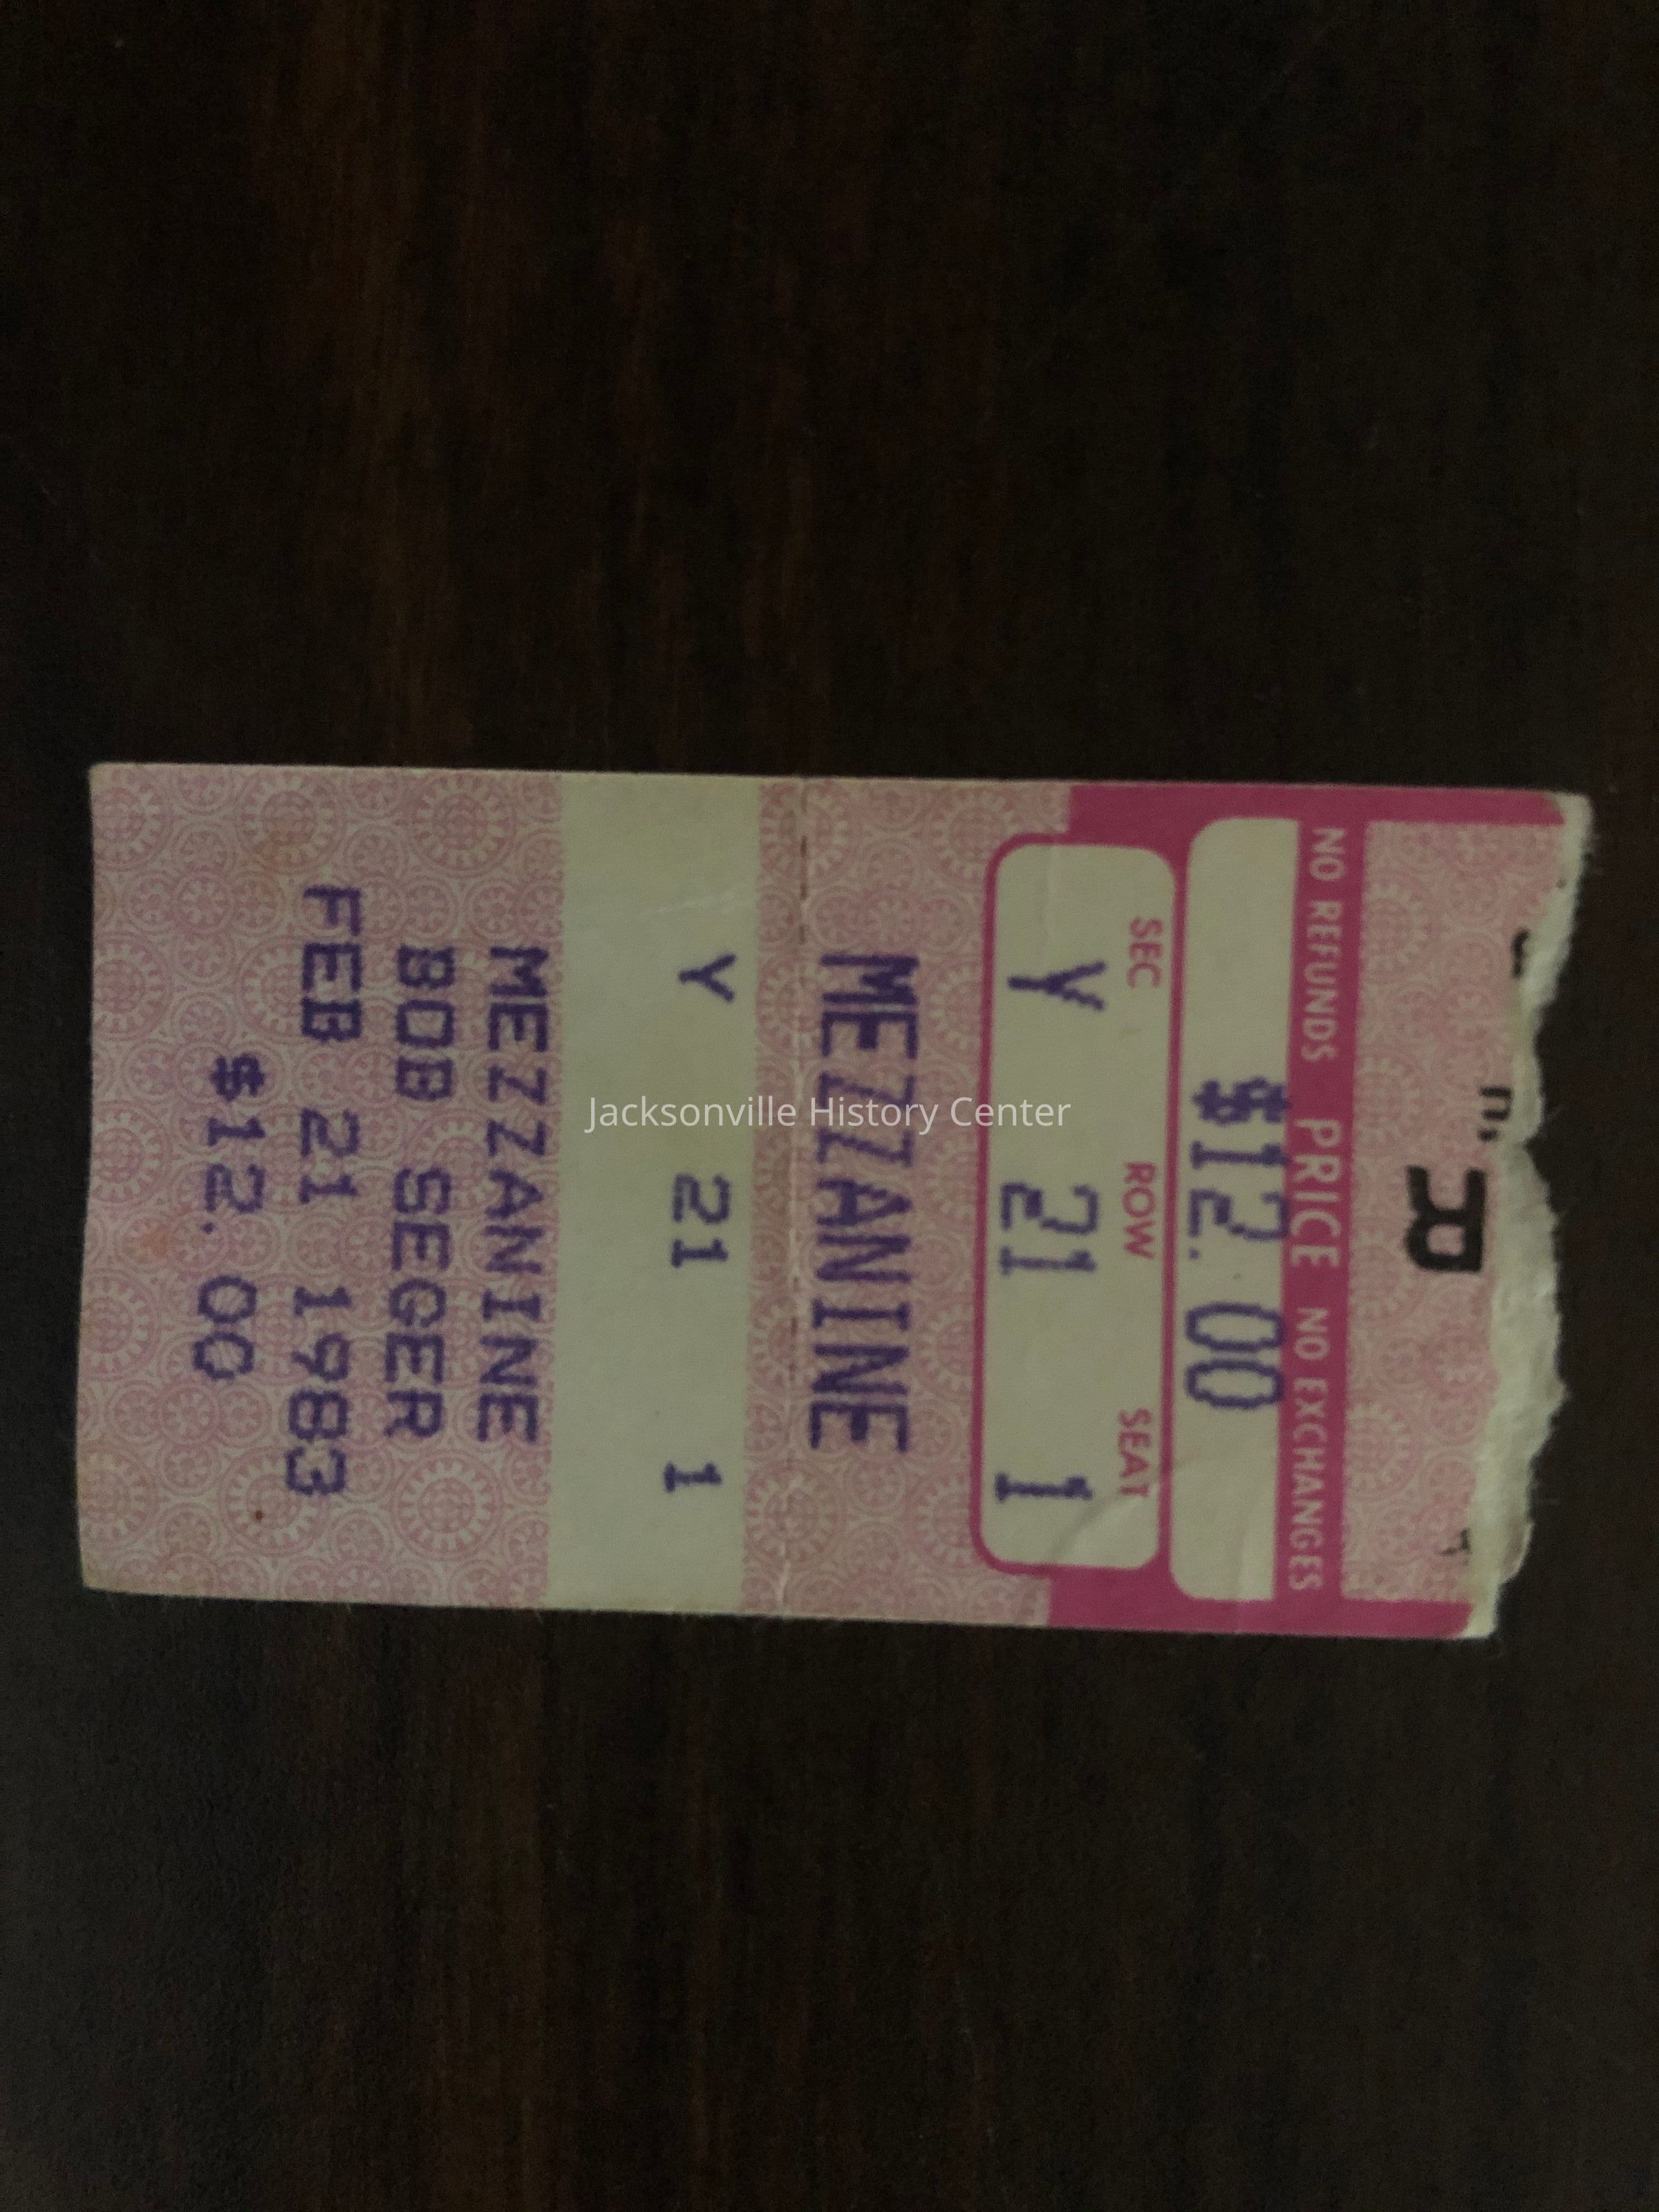 NO REFUNDS PRICE NO EXCHANGES
$12.00
SEC ROW SEAT
Y 21 1
MEZZANINE
Y 21 1
MEZZANINE
BOB SEGER
FEB 21 1983
$12.00
Jacksonville History Center